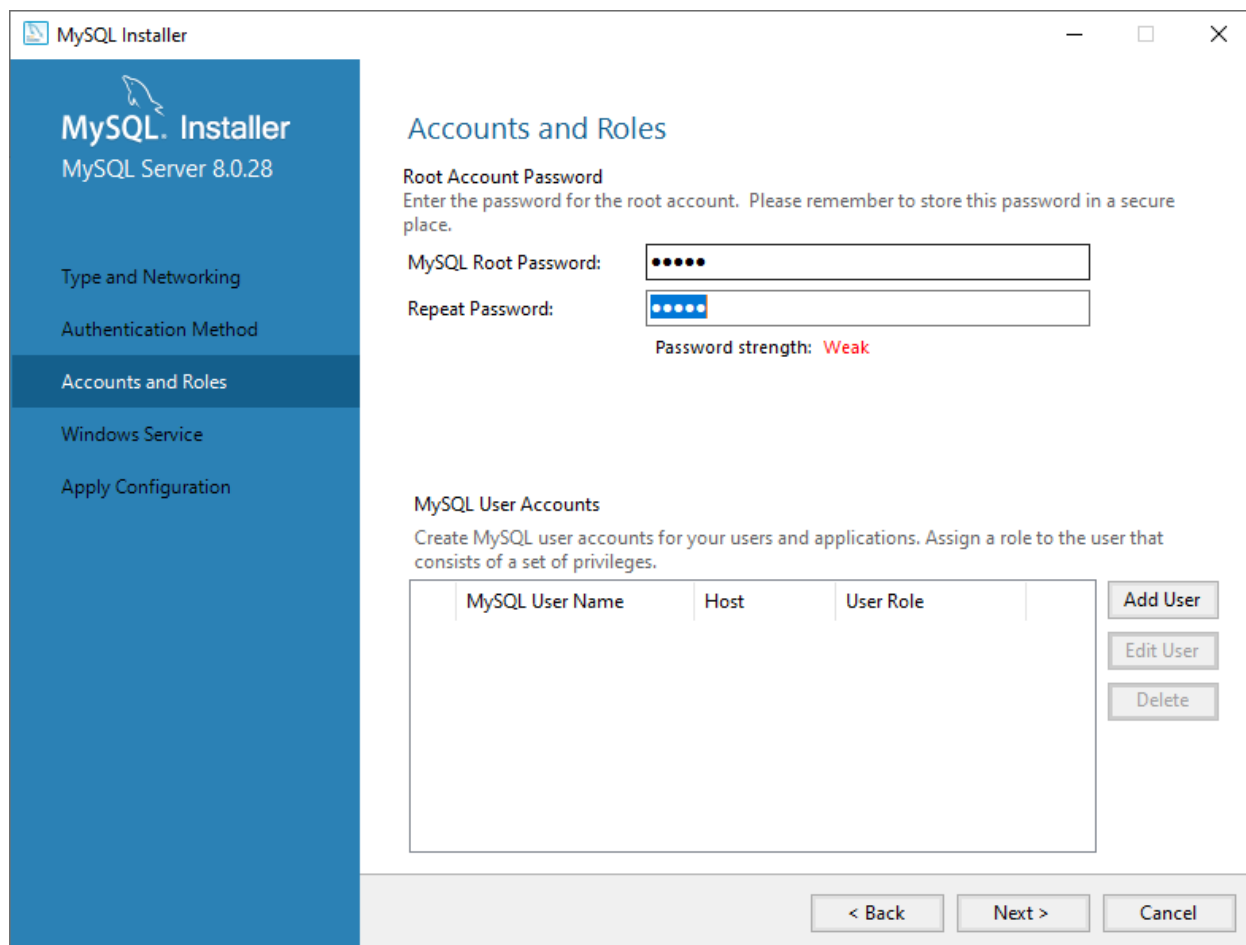 MySQL Installer
MySQL. Installer
MySQL Server 8.0.28
Type and Networking
Authentication Method
Accounts and Roles
Windows Service
Apply Configuration
Accounts and Roles
Root Account Password
Enter the password for the root account. Please remember to store this password in a secure
place.
MySQL Root Password: ●●●●●
Repeat Password: ●●●●●
Password strength: Weak
MySQL User Accounts
Create MySQL user accounts for your users and applications. Assign a role to the user that
consists of a set of privileges.
MySQL User Name Host User Role
Add User
Edit User
Delete
< Back Next > Cancel